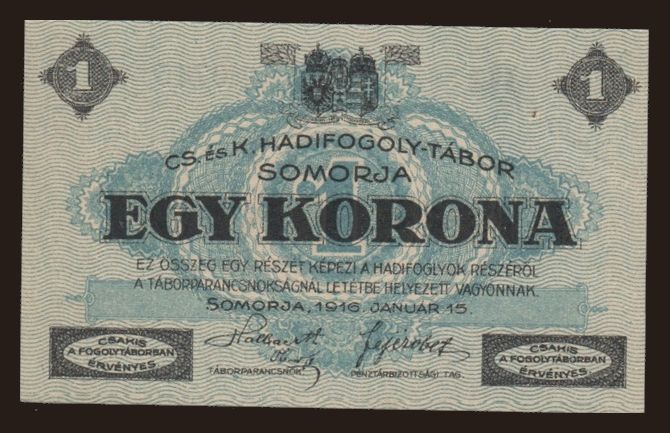 1
1
CS. ÉS K. HADIFOGOLY-TÁBOR
SOMORJA
EGY KORONA
EZ ÖSSZEG EGY RÉSZÉT KÉPEZI A HADIFOGLYOK RÉSZÉRŐL
A TÁBORPARANCSNOKSÁGNÁL LETÉTBE HELYEZETT VAGYONNAK.
SOMORJA, 1916. JANUÁR 15.
TÁBORPARANCSNOK
PÉNZTÁRBIZOTTSÁGI TAG
CSAKIS
A FOGOLYTÁBORBAN
ÉRVÉNYES
CSAKIS
A FOGOLYTÁBORBAN
ÉRVÉNYES